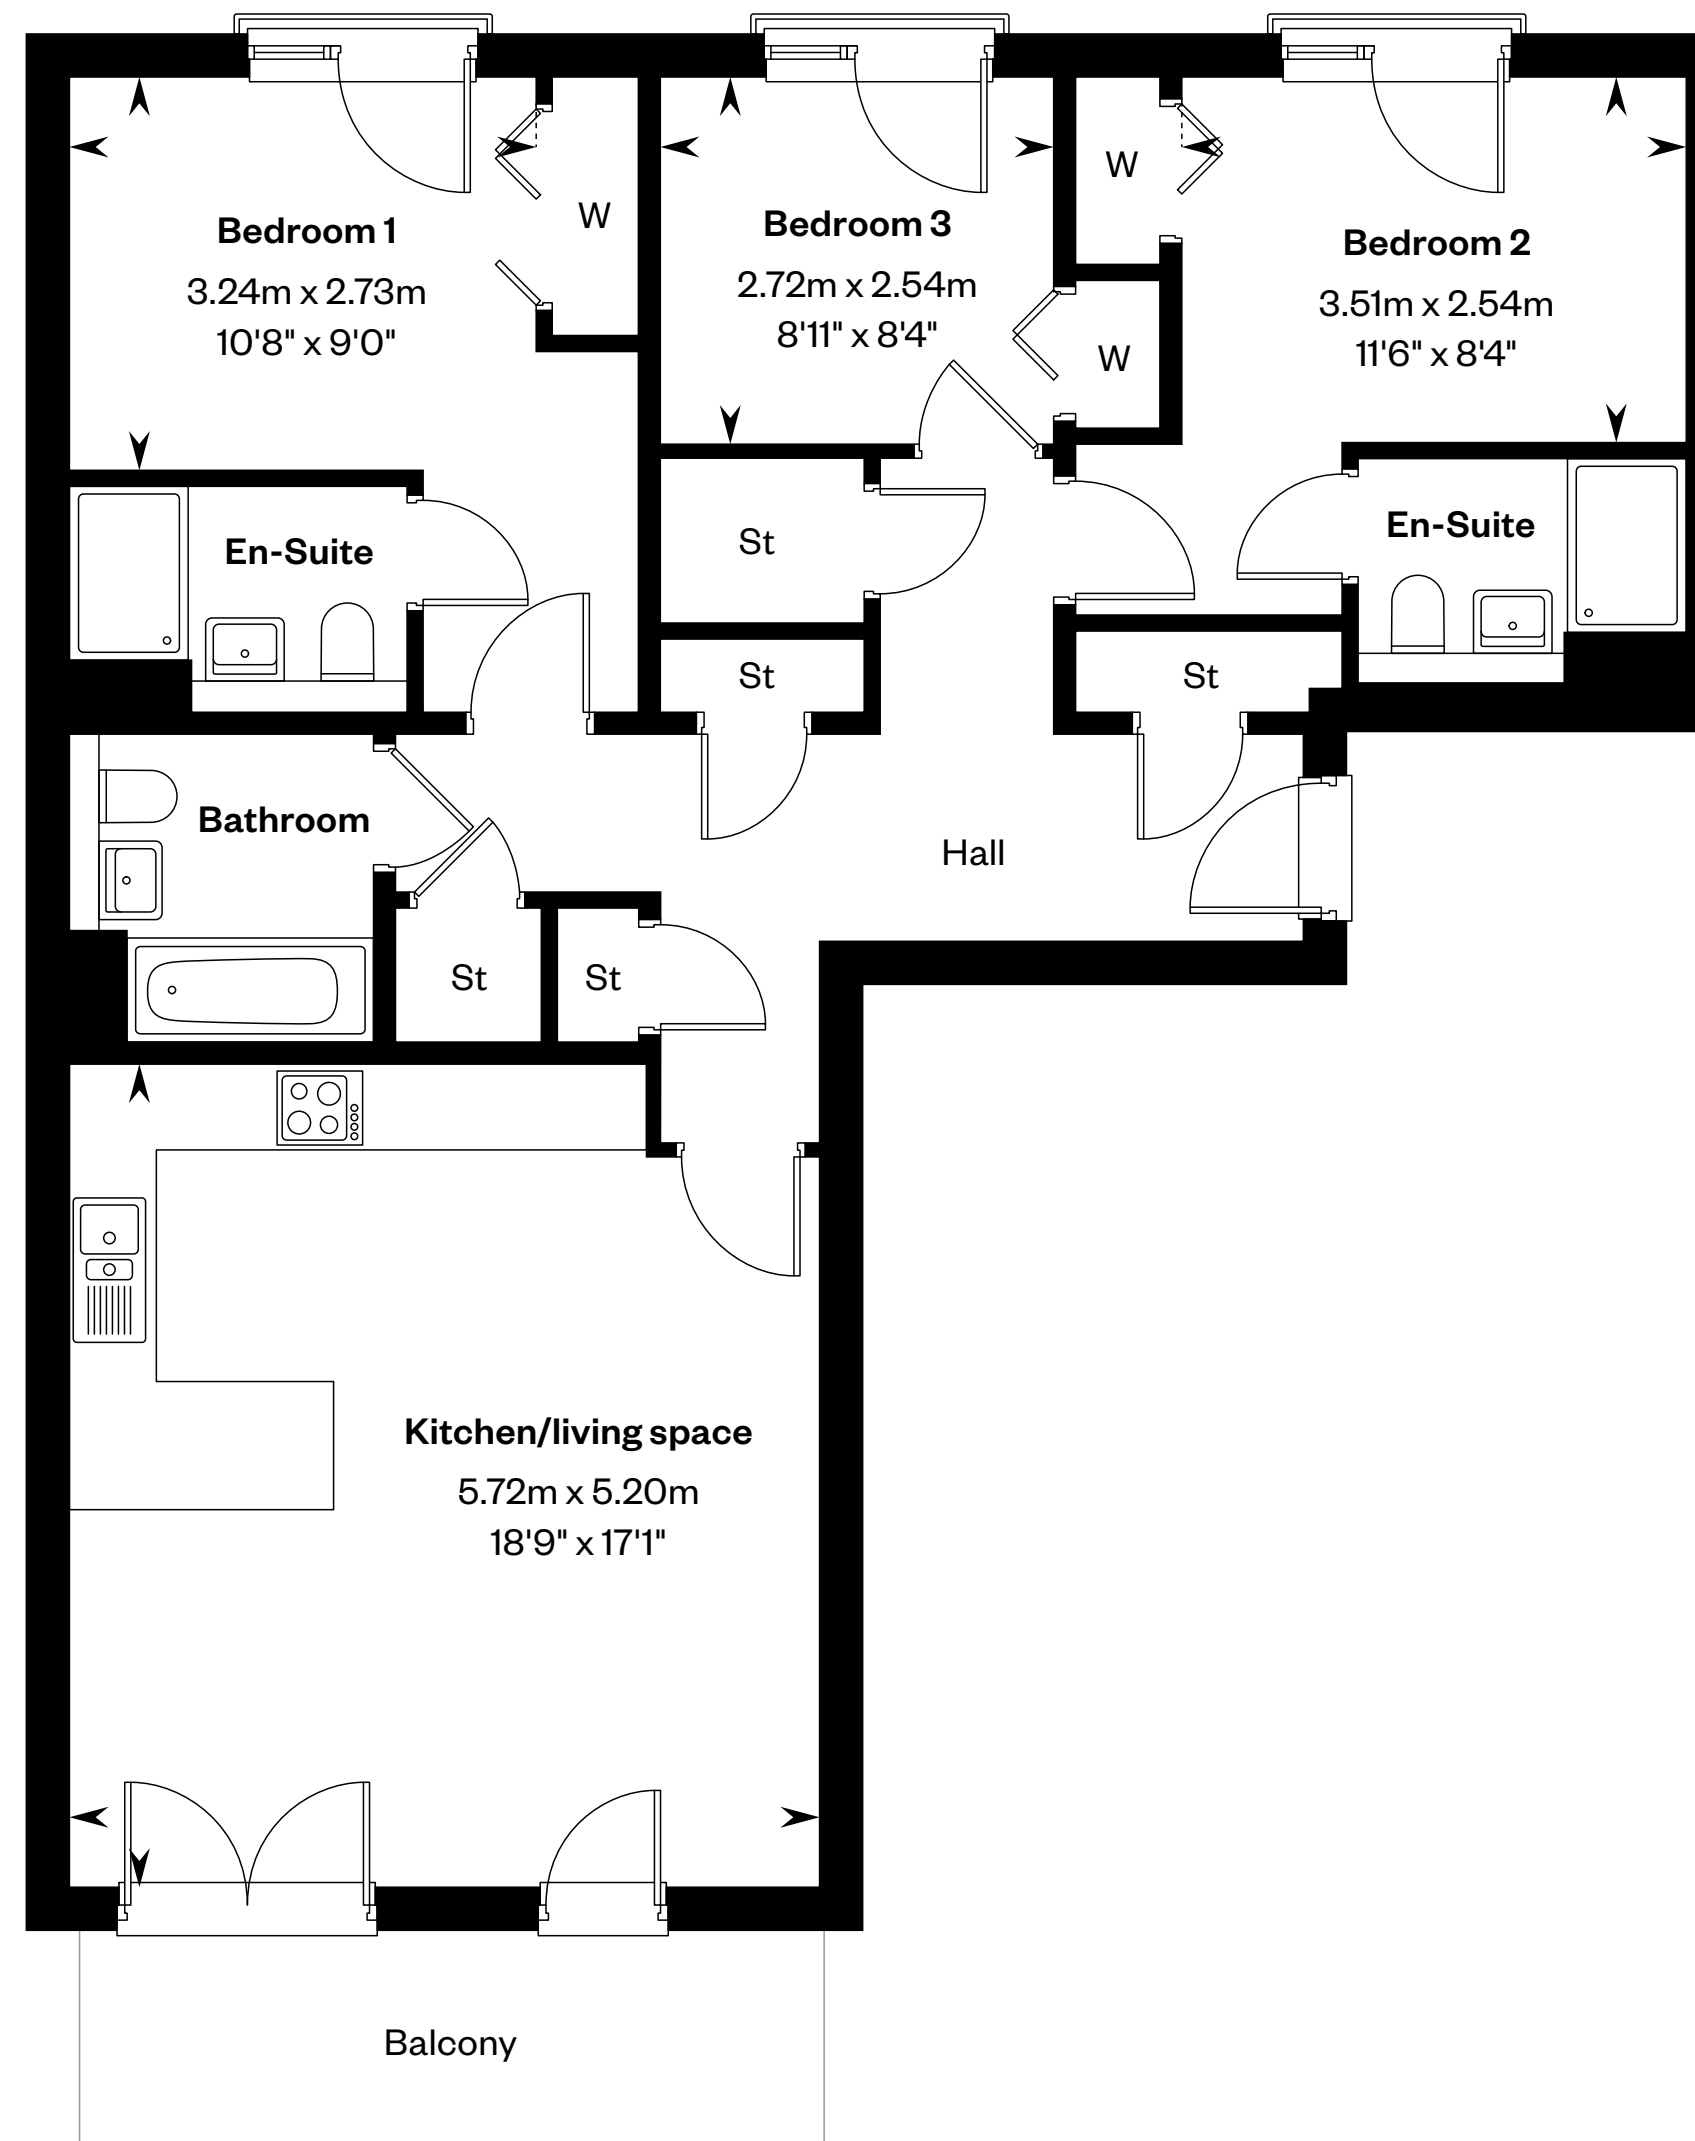 Bedroom 1
3.24m x 2.73m
10'8" x 9'0"
W
Bedroom 3
2.72m x 2.54m
8'11" x 8'4"
W
W
Bedroom 2
3.51m x 2.54m
11'6" x 8'4"
En-Suite
St
En-Suite
St
St
Bathroom
Hall
St
St
Kitchen/living space
5.72m x 5.20m
18'9" x 17'1"
Balcony